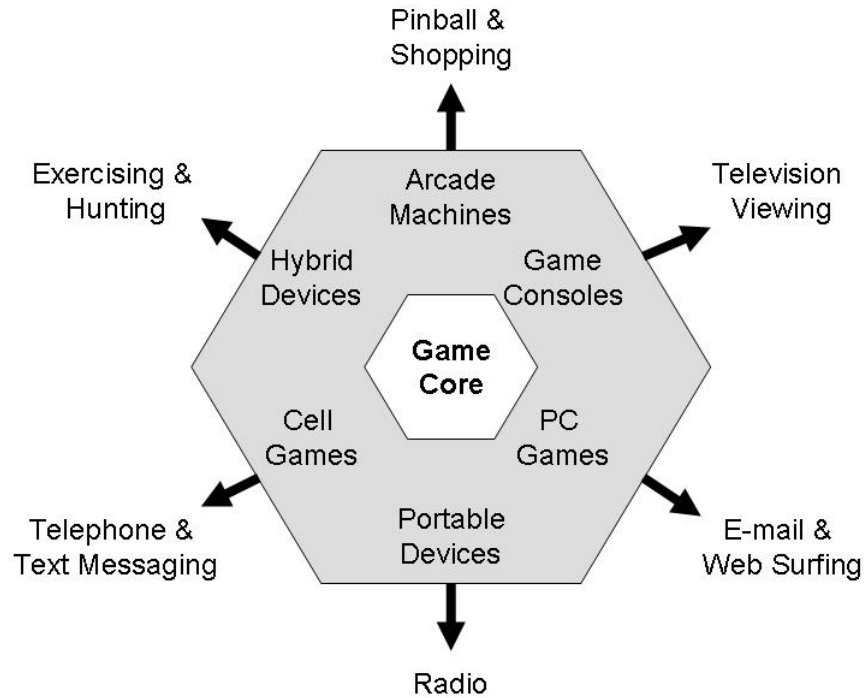 Pinball &
Shopping
Exercising &
Hunting
Arcade
Machines
Television
Viewing
Hybrid
Devices
Game
Consoles
Game
Core
Cell
Games
PC
Games
Portable
Devices
Telephone &
Text Messaging
E-mail &
Web Surfing
Radio